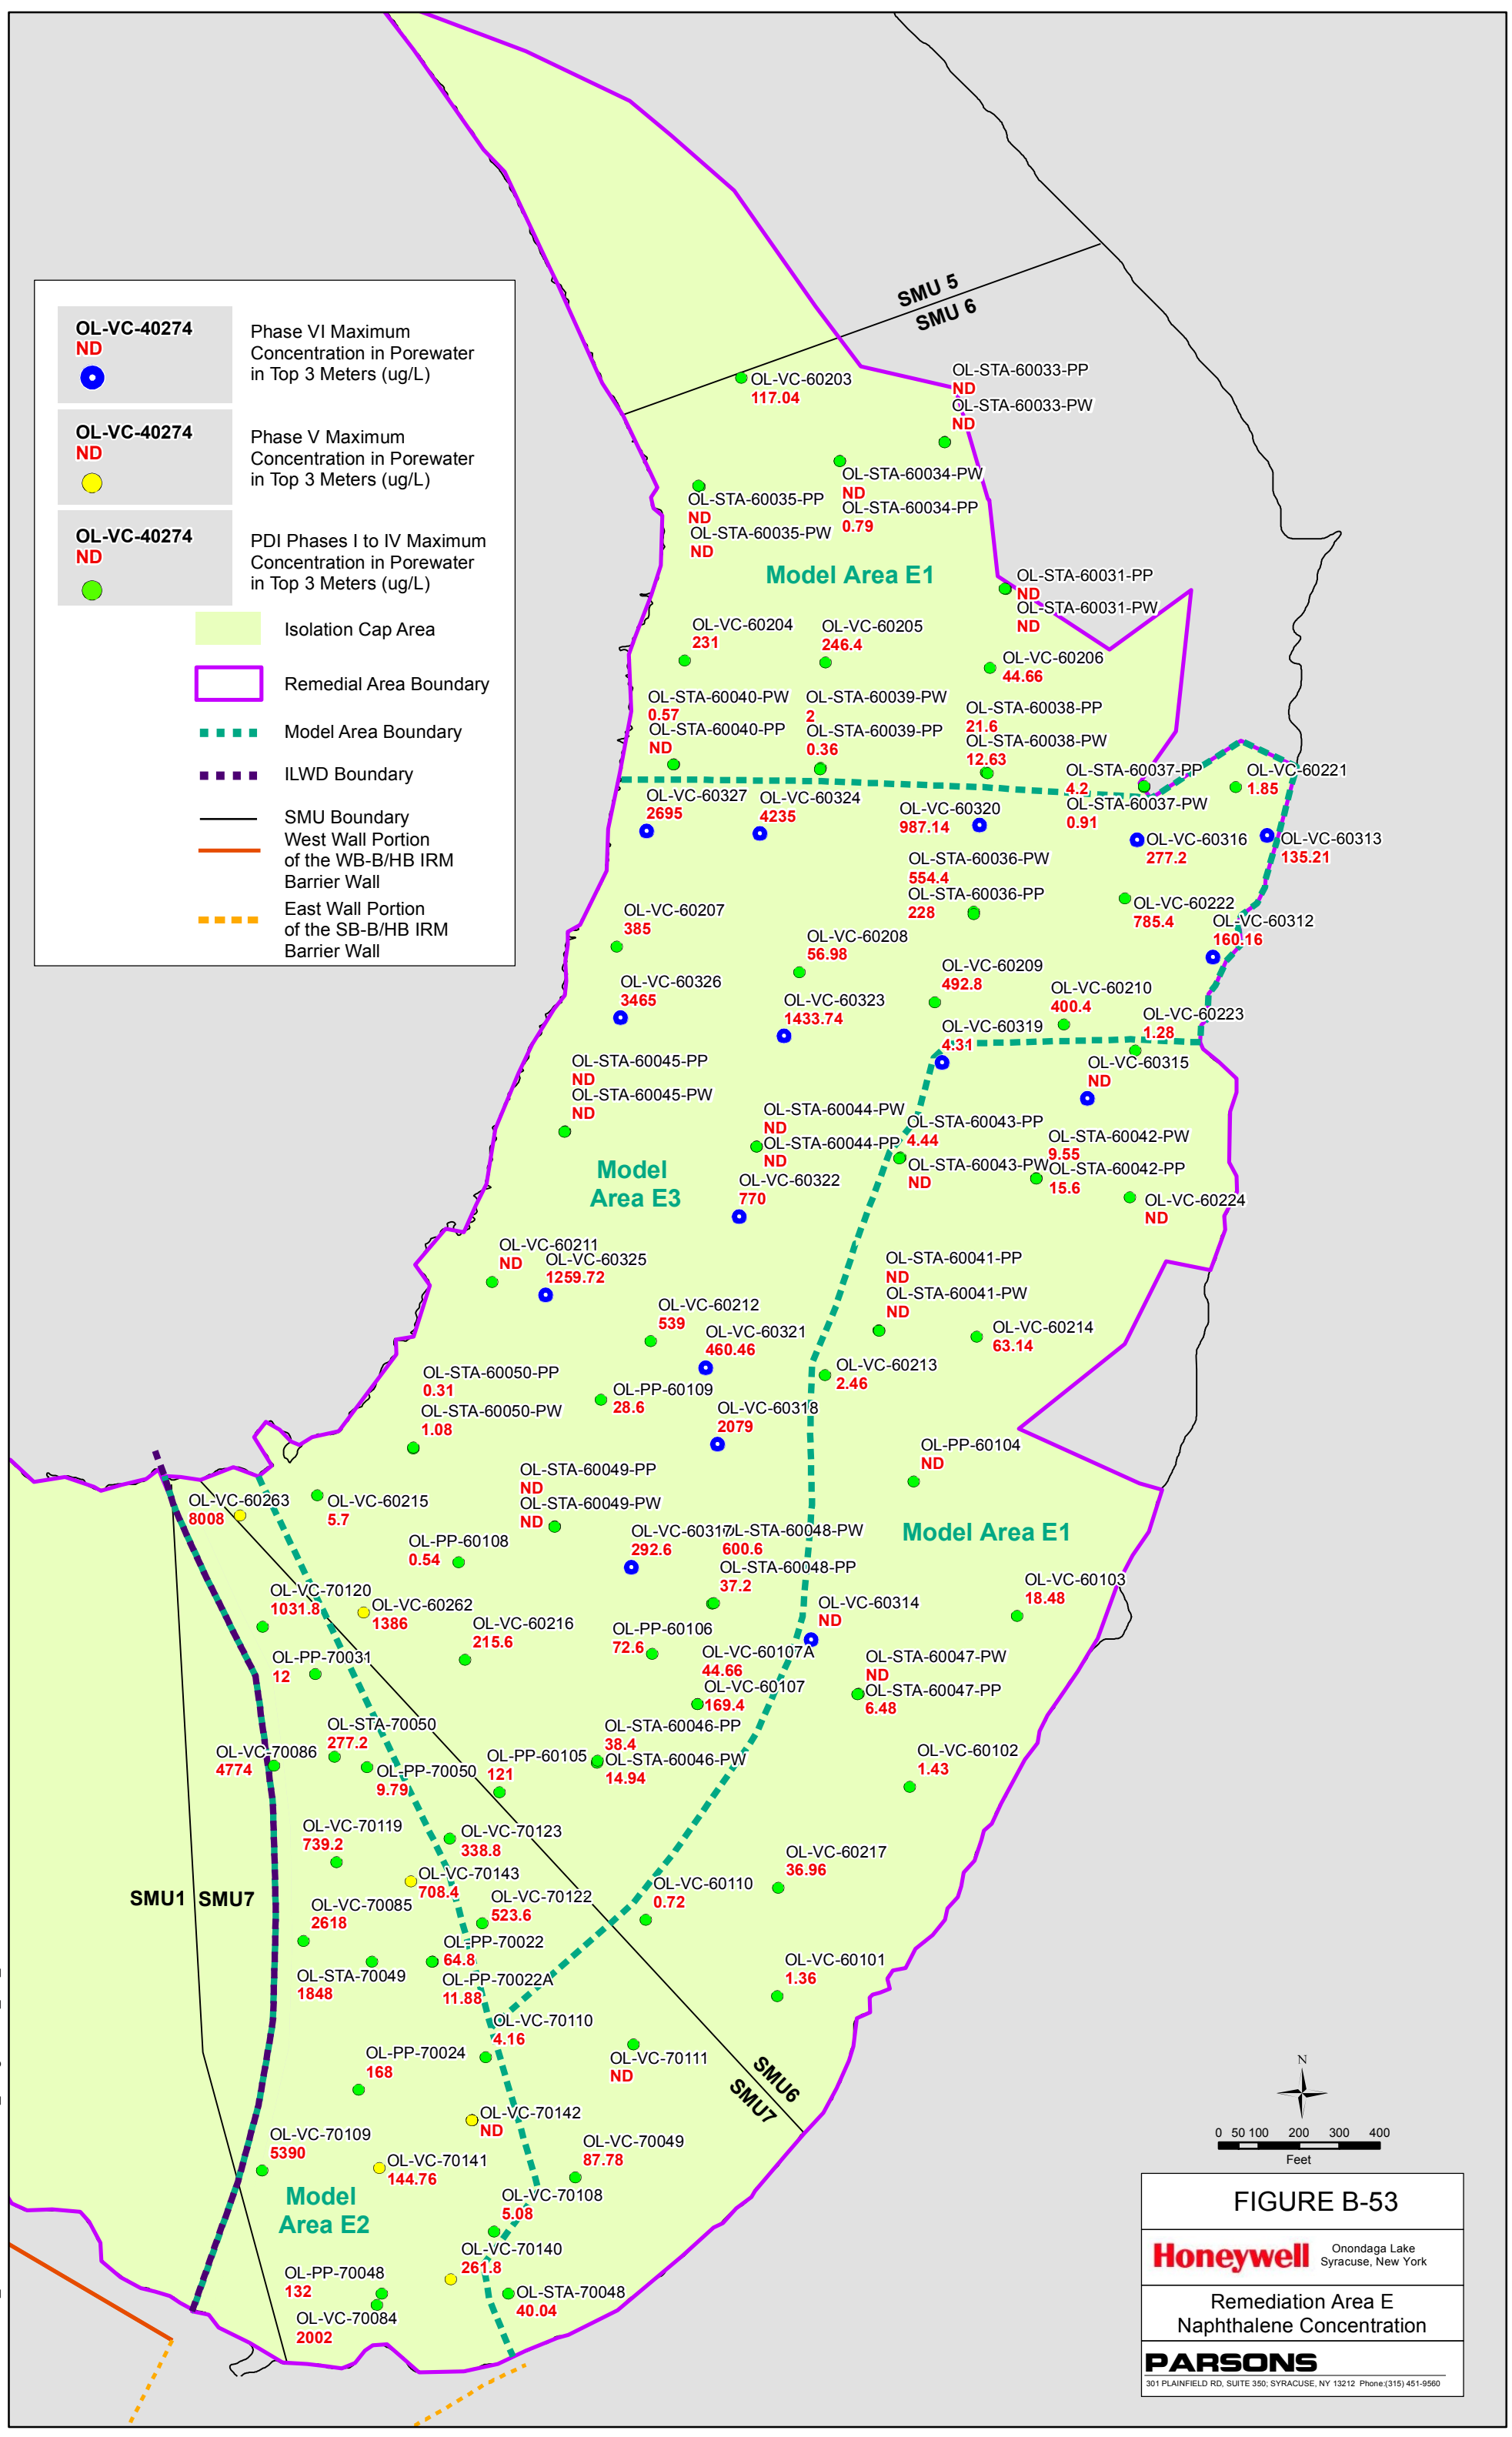 SMU 5
SMU 6
OL-VC-40274
ND
Phase VI Maximum
Concentration in Porewater
in Top 3 Meters (ug/L)
OL-VC-40274
ND
Phase V Maximum
Concentration in Porewater
in Top 3 Meters (ug/L)
OL-VC-40274
ND
PDI Phases I to IV Maximum
Concentration in Porewater
in Top 3 Meters (ug/L)
Isolation Cap Area
Remedial Area Boundary
Model Area Boundary
ILWD Boundary
SMU Boundary
West Wall Portion
of the WB-B/HB IRM
Barrier Wall
East Wall Portion
of the SB-B/HB IRM
Barrier Wall
OL-VC-60203
117.04
OL-STA-60033-PP
ND
OL-STA-60033-PW
ND
OL-STA-60034-PW
ND
OL-STA-60034-PP
0.79
OL-STA-60035-PP
ND
OL-STA-60035-PW
ND
Model Area E1
OL-STA-60031-PP
ND
OL-STA-60031-PW
ND
OL-VC-60204
231
OL-VC-60205
246.4
OL-VC-60206
44.66
OL-STA-60040-PW
0.57
OL-STA-60040-PP
ND
OL-STA-60039-PW
2
OL-STA-60039-PP
0.36
OL-STA-60038-PP
21.6
OL-STA-60038-PW
12.63
OL-STA-60037-PP
4.2
OL-STA-60037-PW
0.91
OL-VC-60221
1.85
OL-VC-60327
2695
OL-VC-60324
4235
OL-VC-60320
987.14
OL-VC-60316
277.2
OL-VC-60313
135.21
OL-STA-60036-PW
554.4
OL-STA-60036-PP
228
OL-VC-60222
785.4
OL-VC-60312
160.16
OL-VC-60207
385
OL-VC-60208
56.98
OL-VC-60209
492.8
OL-VC-60210
400.4
OL-VC-60223
1.28
OL-VC-60326
3465
OL-VC-60323
1433.74
OL-VC-60319
4.31
OL-VC-60315
ND
OL-STA-60045-PP
ND
OL-STA-60045-PW
ND
OL-STA-60044-PW
ND
OL-STA-60044-PP
ND
OL-STA-60043-PP
4.44
OL-STA-60043-PW
ND
OL-STA-60042-PW
9.55
OL-STA-60042-PP
15.6
OL-VC-60224
ND
Model
Area E3
OL-VC-60322
770
OL-VC-60211
ND
OL-VC-60325
1259.72
OL-STA-60041-PP
ND
OL-STA-60041-PW
ND
OL-VC-60212
539
OL-VC-60321
460.46
OL-VC-60214
63.14
OL-VC-60213
2.46
OL-STA-60050-PP
0.31
OL-STA-60050-PW
1.08
OL-PP-60109
28.6
OL-VC-60318
2079
OL-PP-60104
ND
OL-STA-60049-PP
ND
OL-STA-60049-PW
ND
OL-VC-60263
8008
OL-VC-60215
5.7
OL-PP-60108
0.54
OL-VC-60317
292.6
OL-STA-60048-PW
600.6
OL-STA-60048-PP
37.2
Model Area E1
OL-VC-70120
1031.8
OL-VC-60262
1386
OL-VC-60216
215.6
OL-PP-60106
72.6
OL-VC-60314
ND
OL-VC-60103
18.48
OL-PP-70031
12
OL-VC-60107A
44.66
OL-VC-60107
169.4
OL-STA-60047-PW
ND
OL-STA-60047-PP
6.48
OL-STA-70050
277.2
OL-VC-70086
4774
OL-PP-70050
9.79
OL-PP-60105
121
OL-STA-60046-PP
38.4
OL-STA-60046-PW
14.94
OL-VC-60102
1.43
OL-VC-70119
739.2
OL-VC-70123
338.8
OL-VC-70143
708.4
OL-VC-60217
36.96
SMU1
SMU7
OL-VC-70085
2618
OL-VC-70122
523.6
OL-VC-60110
0.72
OL-STA-70049
1848
OL-PP-70022
64.8
OL-PP-70022A
11.88
OL-VC-60101
1.36
OL-VC-70110
4.16
OL-PP-70024
168
OL-VC-70111
ND
SMU6
SMU7
OL-VC-70142
ND
OL-VC-70109
5390
OL-VC-70141
144.76
OL-VC-70049
87.78
Model
Area E2
OL-VC-70108
5.08
OL-VC-70140
261.8
OL-PP-70048
132
OL-VC-70084
2002
OL-STA-70048
40.04
N
0 50 100 200 300 400
Feet
FIGURE B-53
Honeywell
Onondaga Lake
Syracuse, New York
Remediation Area E
Naphthalene Concentration
PARSONS
301 PLAINFIELD RD, SUITE 350; SYRACUSE, NY 13212 Phone:(315) 451-9560